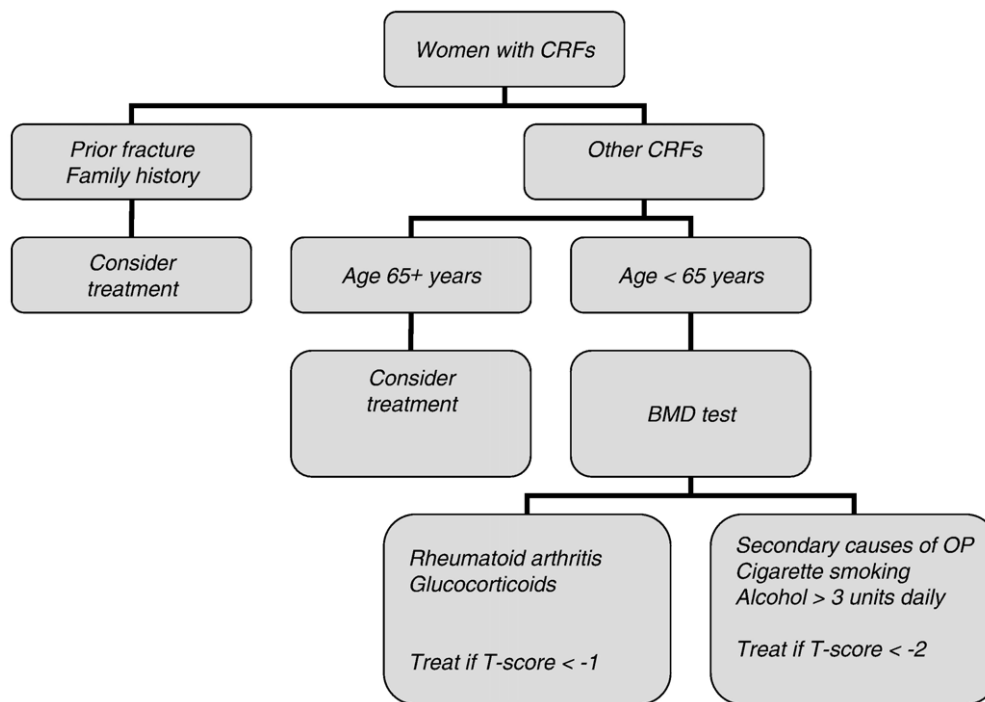 Women with CRFs
Prior fracture
Family history
Other CRFs
Consider
treatment
Age 65+ years
Age < 65 years
Consider
treatment
BMD test
Rheumatoid arthritis
Glucocorticoids
Treat if T-score < -1
Secondary causes of OP
Cigarette smoking
Alcohol > 3 units daily
Treat if T-score < -2